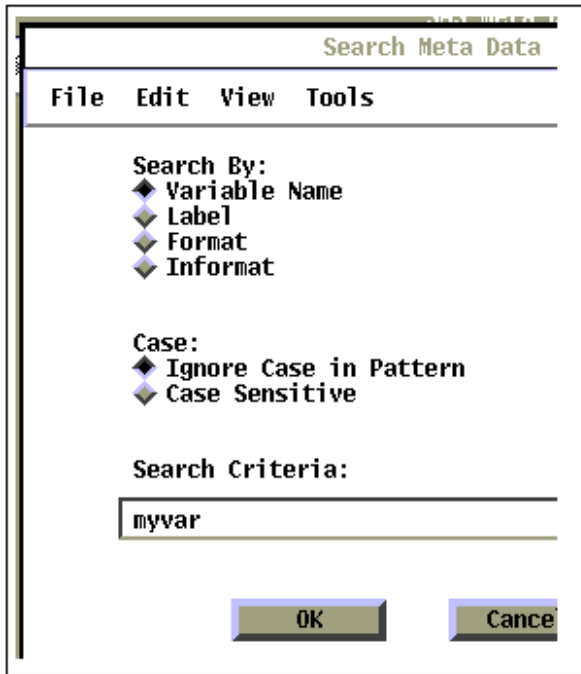 Search Meta Data
File Edit View Tools
Search By:
Variable Name
Label
Format
Informat
Case:
Ignore Case in Pattern
Case Sensitive
Search Criteria:
myvar
OK Cancel